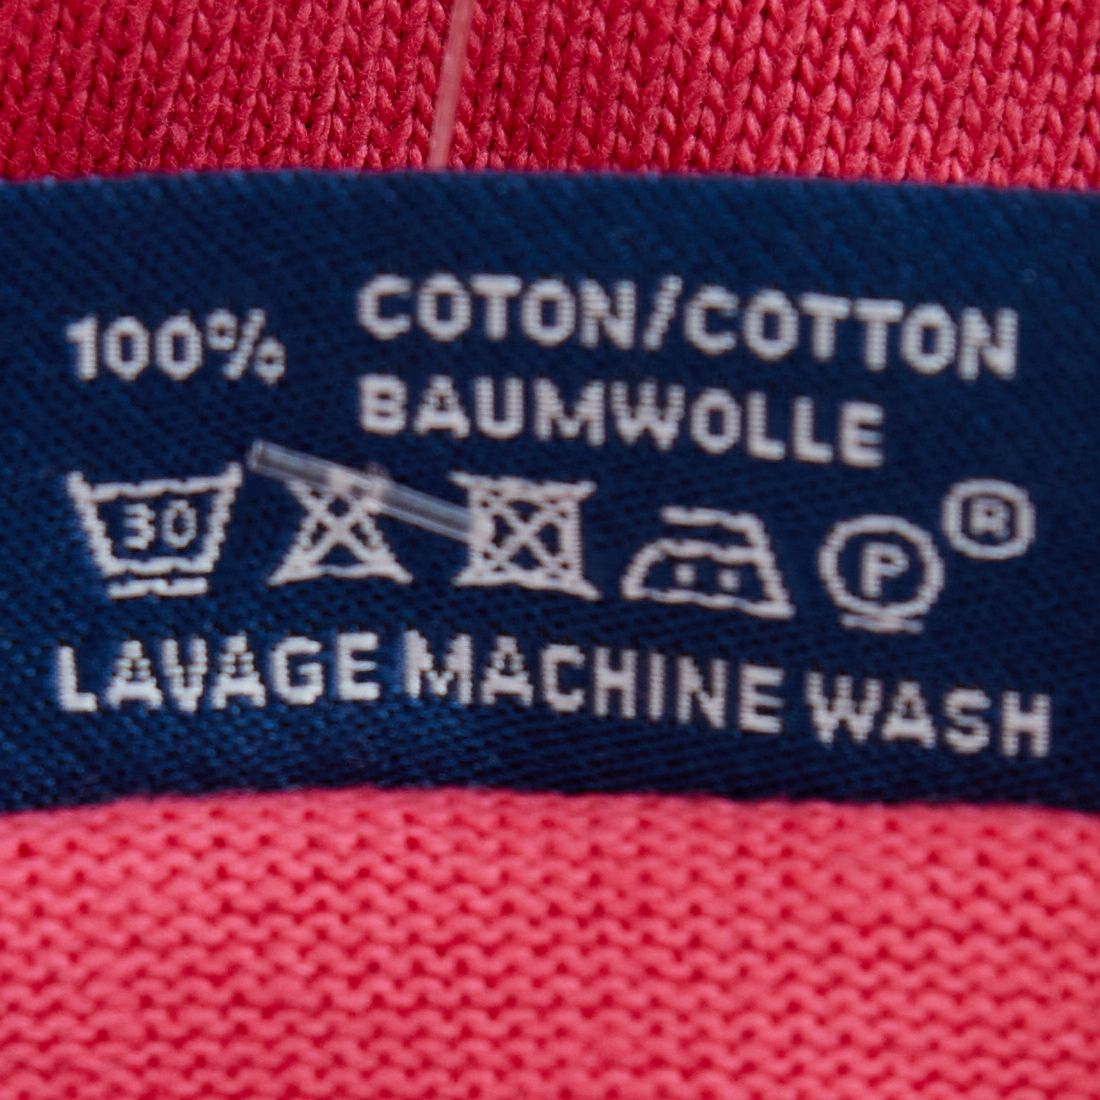 100% COTON/COTTON
BAUMWOLLE
30 P ®
LAVAGE MACHINE WASH